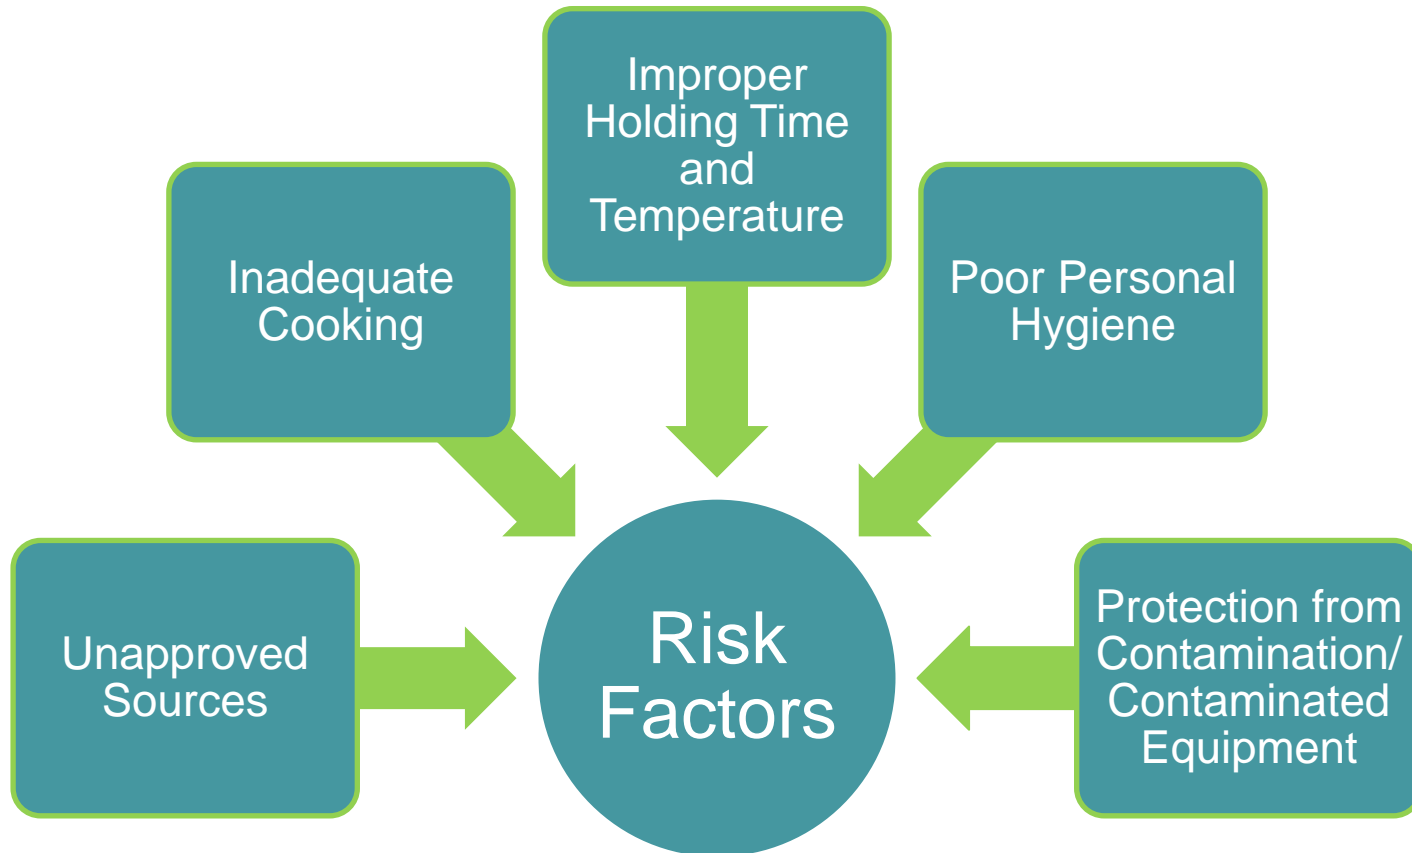 Improper
Holding Time
and
Temperature
Inadequate
Cooking
Poor Personal
Hygiene
Unapproved
Sources
Risk
Factors
Protection from
Contamination/
Contaminated
Equipment